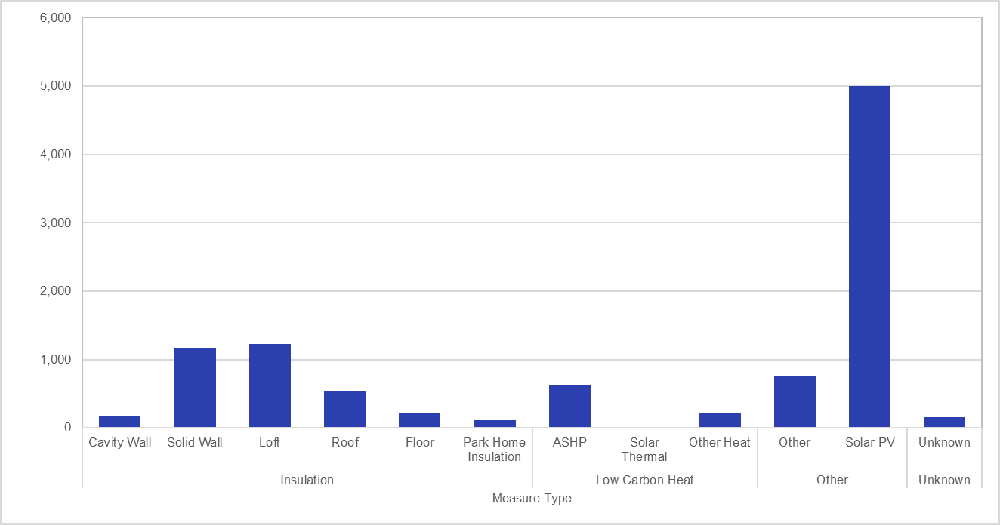 6,000
5,000
4,000
3,000
2,000
1,000
0
Cavity Wall Solid Wall Loft Roof Floor Park Home ASHP Solar Other Heat Other Solar PV Unknown
Insulation Thermal
Insulation Low Carbon Heat Other Unknown
Measure Type